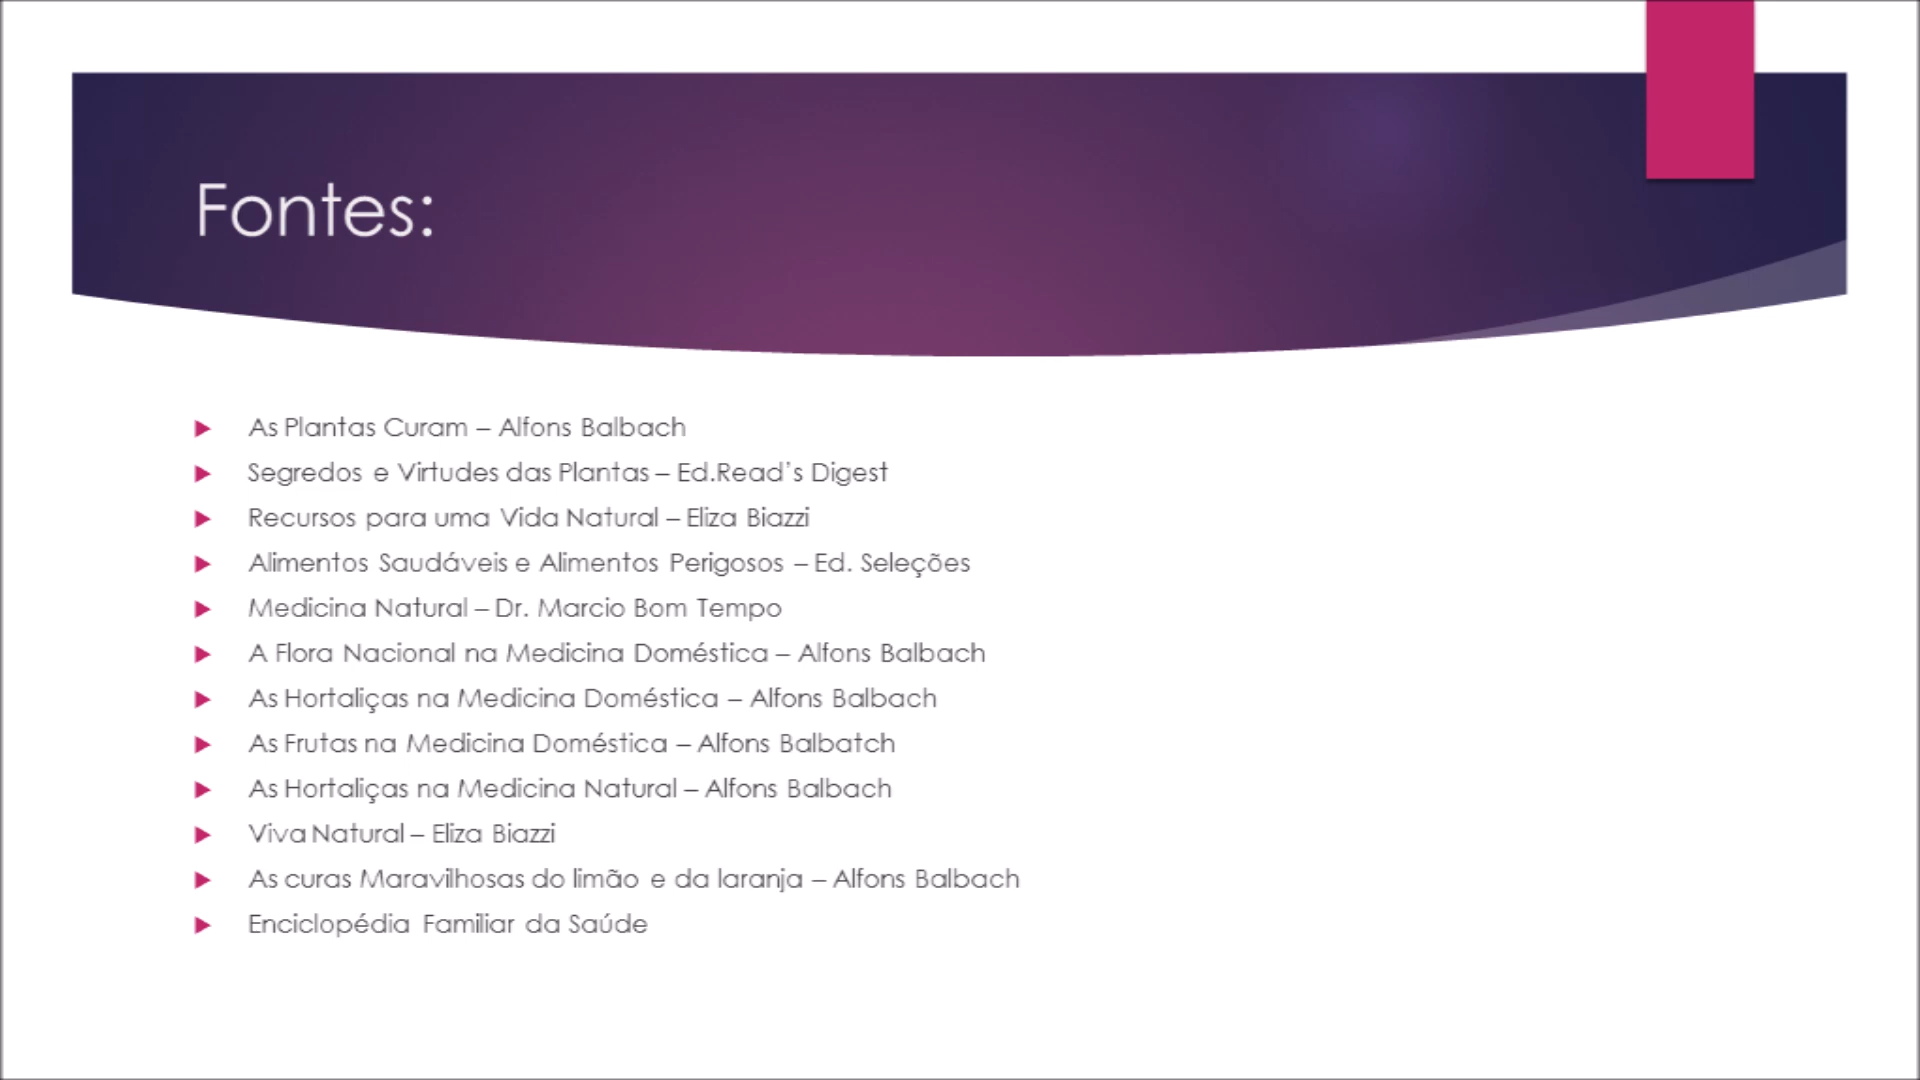 Fontes:
As Plantas Curam – Alfons Balbach
Segredos e Virtudes das Plantas – Ed.Read's Digest
Recursos para uma Vida Natural – Eliza Biazzi
Alimentos Saudáveis e Alimentos Perigosos – Ed. Seleções
Medicina Natural – Dr. Marcio Bom Tempo
A Flora Nacional na Medicina Doméstica – Alfons Balbach
As Hortaliças na Medicina Doméstica – Alfons Balbach
As Frutas na Medicina Doméstica – Alfons Balbatch
As Hortaliças na Medicina Natural – Alfons Balbach
Viva Natural – Eliza Biazzi
As curas Maravilhosas do limão e da laranja – Alfons Balbach
Enciclopédia Familiar da Saúde